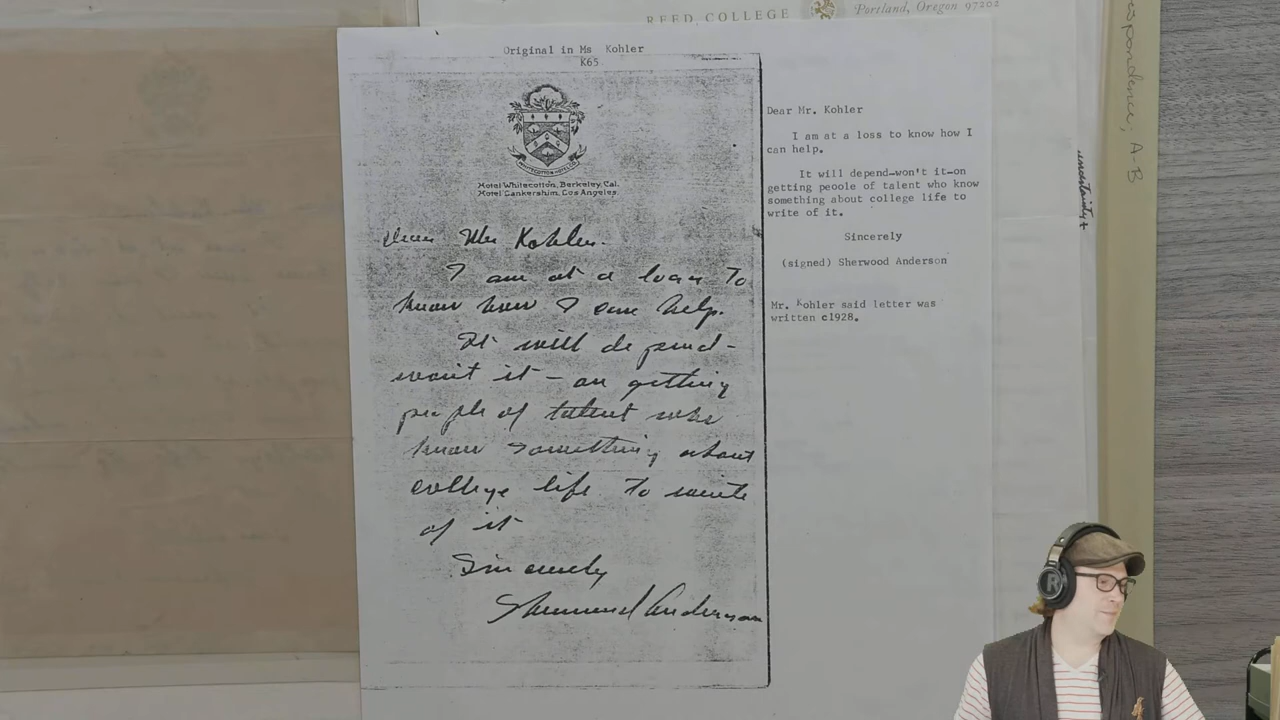 REED COLLEGE Portland, Oregon 97202
Correspondence, A-B
Original in Ms Kohler
K65
Hotel Whitecotton, Berkeley, Cal.
Hotel Lankershim, Los Angeles.
Dear Mr Kohler.
I am at a loss to
know how I can help.
It will depend-
won't it - on getting
people of talent who
know something about
college life to write
of it
Sincerely
Sherwood Anderson
Dear Mr. Kohler
I am at a loss to know how I
can help.
It will depend-won't it-on
getting peoole of talent who know
something about college life to
write of it.
Sincerely
(signed) Sherwood Anderson
Mr. Kohler said letter was
written c1928.
R